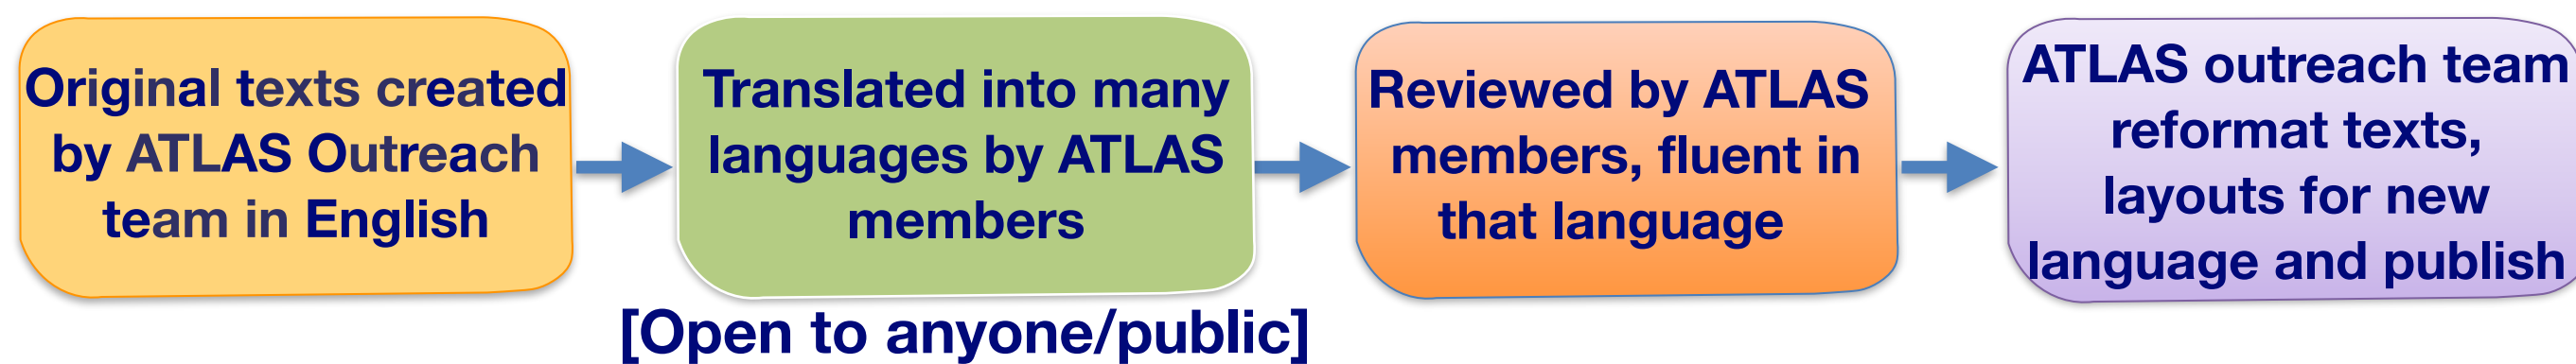 Original texts created
by ATLAS Outreach
team in English
Translated into many
languages by ATLAS
members
[Open to anyone/public]
Reviewed by ATLAS
members, fluent in
that language
ATLAS outreach team
reformat texts,
layouts for new
language and publish